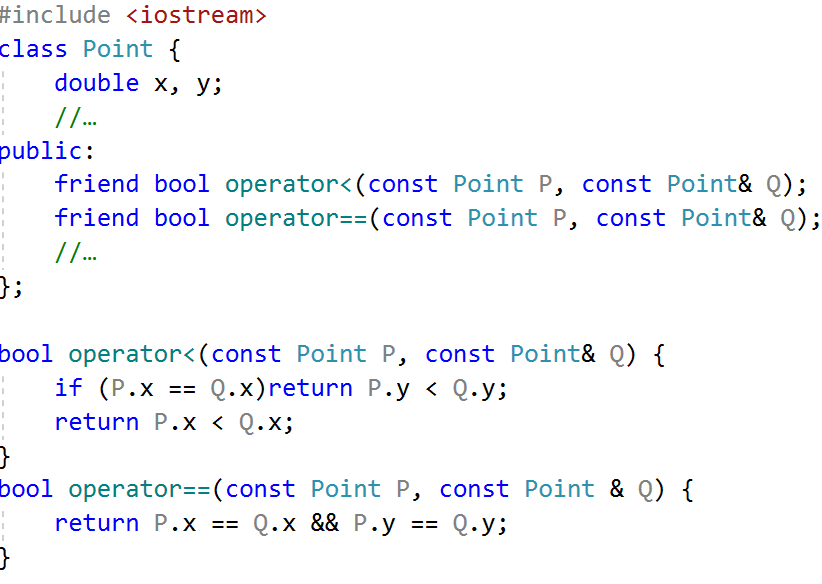 #include <iostream>
class Point {
double x, y;
//…
public:
friend bool operator<(const Point P, const Point& Q);
friend bool operator==(const Point P, const Point& Q);
//…
};
bool operator<(const Point P, const Point& Q) {
if (P.x == Q.x)return P.y < Q.y;
return P.x < Q.x;
}
bool operator==(const Point P, const Point & Q) {
return P.x == Q.x && P.y == Q.y;
}